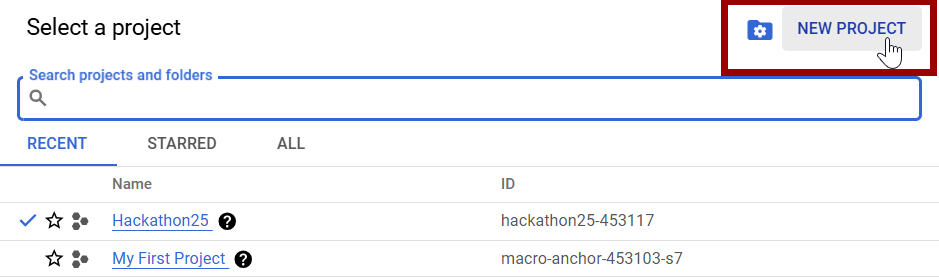 Select a project
NEW PROJECT
Search projects and folders
RECENT STARRED ALL
Name ID
Hackathon25 ? hackathon25-453117
My First Project ? macro-anchor-453103-s7